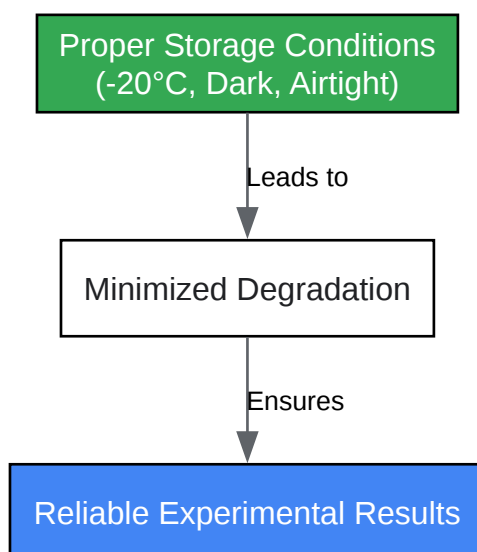 Proper Storage Conditions
(-20°C, Dark, Airtight)
Leads to
Minimized Degradation
Ensures
Reliable Experimental Results